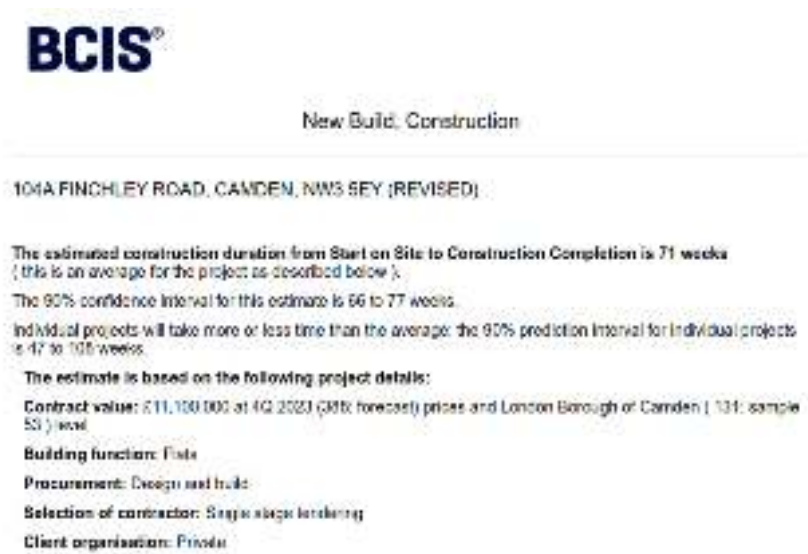 BCIS®
New Build, Construction
104A FINCHLEY ROAD, CAMDEN, NW3 5EY (REVISED)
The estimated construction duration from Start on Site to Construction Completion is 71 weeks
( this is an average for the project as described below ).
The 90% confidence interval for this estimate is 66 to 77 weeks.
Individual projects will take more or less time than the average: the 90% prediction interval for individual projects
is 47 to weeks.
The estimate is based on the following project details:
Contract value: £11,100,000 at 4Q 2023 forecast) prices and London Borough of Camden ( 131: sample
53 ) level
Building function: Flats
Procurement: Design and build
Selection of contractor: Single stage tendering
Client organisation: Private